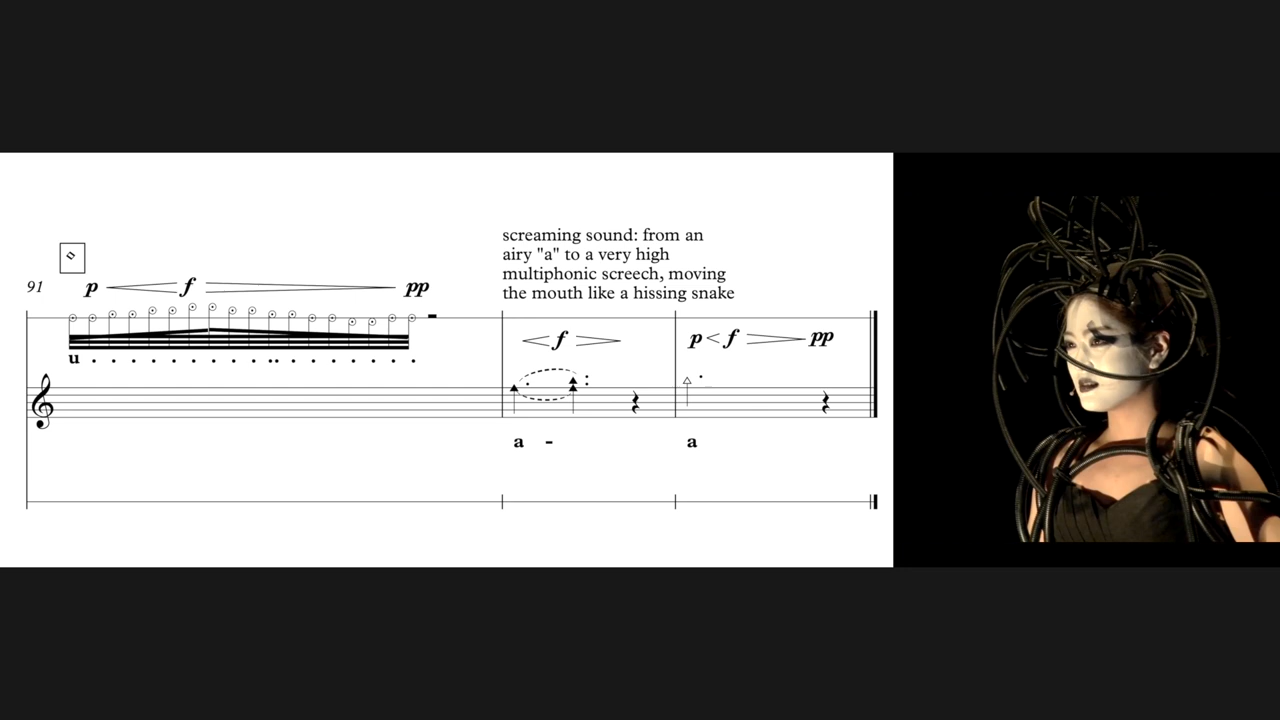 screaming sound: from an
airy "a" to a very high
multiphonic screech, moving
the mouth like a hissing snake
91 p f pp
u
f p f pp
a - a